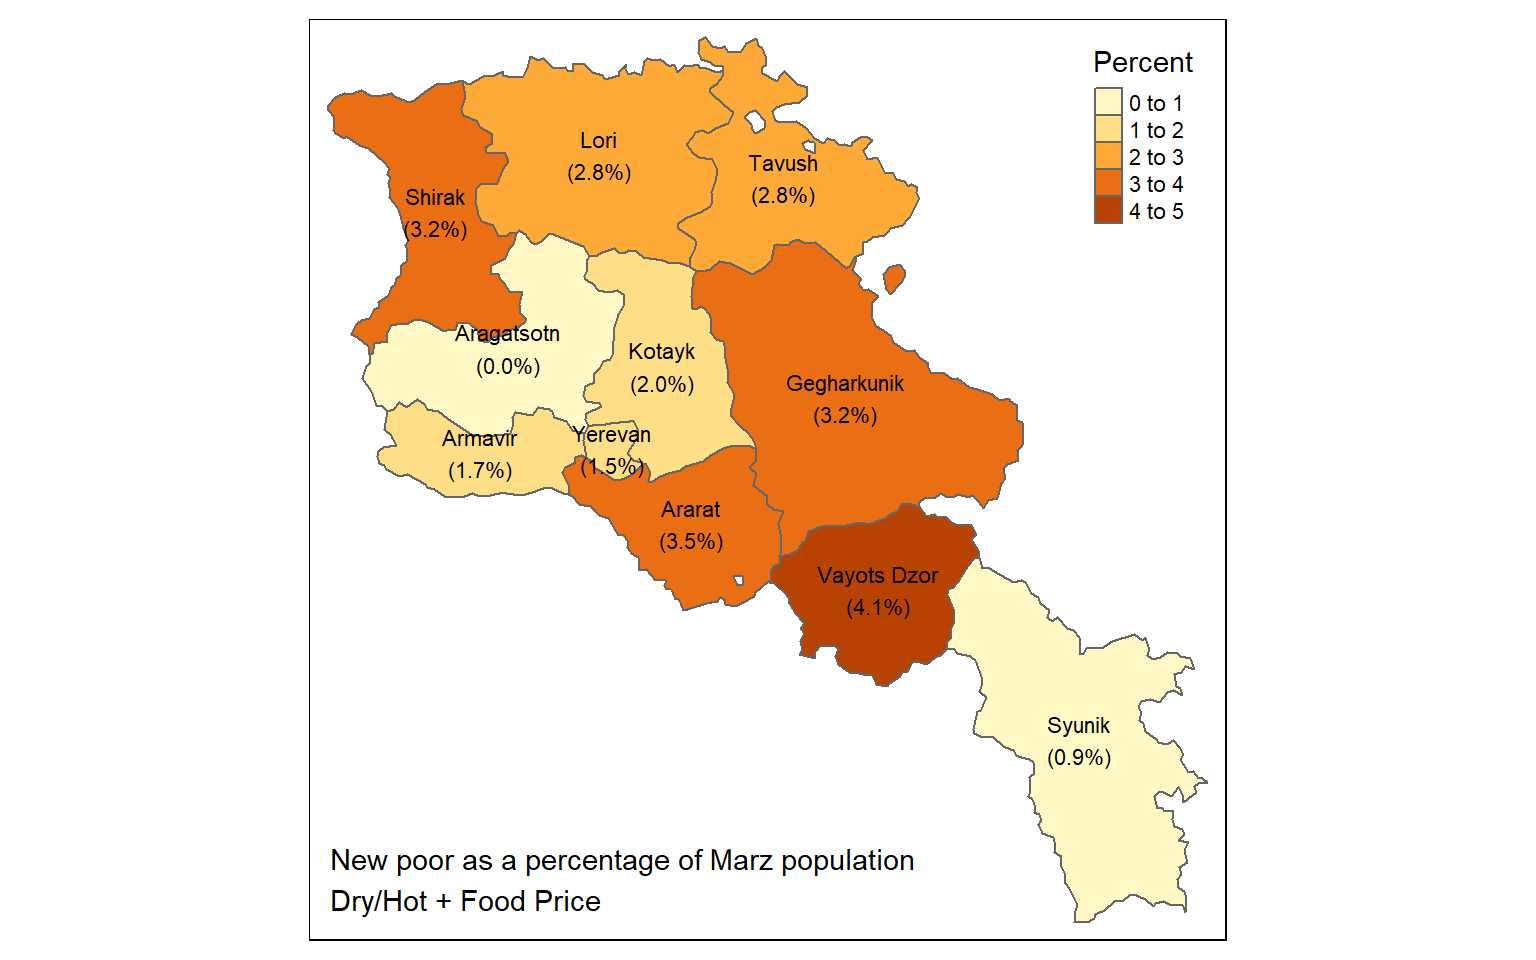 Percent
0 to 1
1 to 2
2 to 3
3 to 4
4 to 5
Lori
(2.8%)
Tavush
(2.8%)
Shirak
(3.2%)
Aragatsotn
(0.0%)
Kotayk
(2.0%)
Gegharkunik
(3.2%)
Armavir
(1.7%)
Yerevan
(1.5%)
Ararat
(3.5%)
Vayots Dzor
(4.1%)
Syunik
(0.9%)
New poor as a percentage of Marz population
Dry/Hot + Food Price